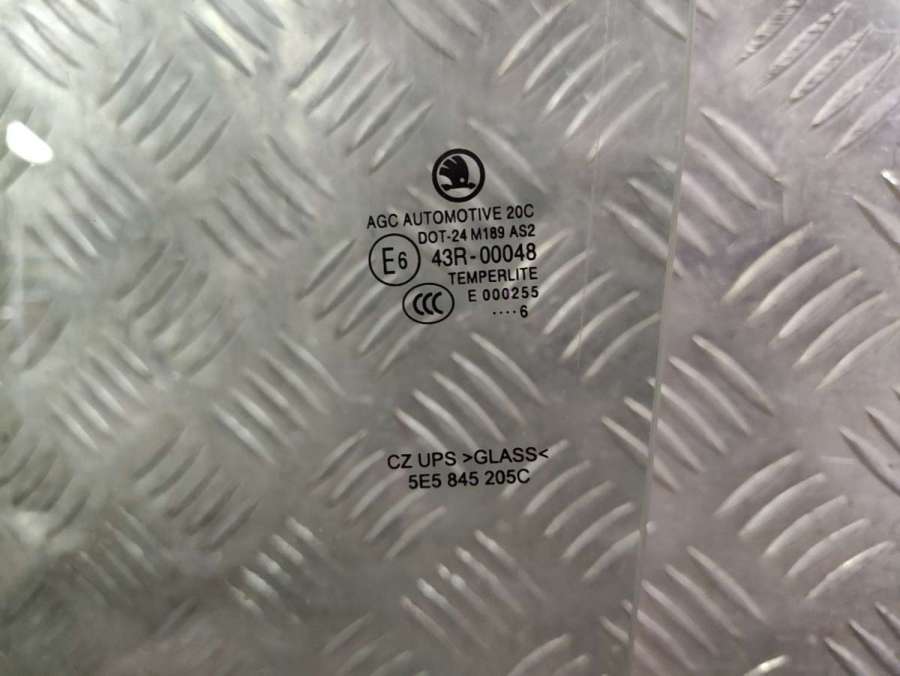 AGC AUTOMOTIVE 20C
DOT-24 M189 AS2
E6 43R-00048
TEMPERLITE
CCC E 000255
....6
CZ UPS >GLASS<
5E5 845 205C